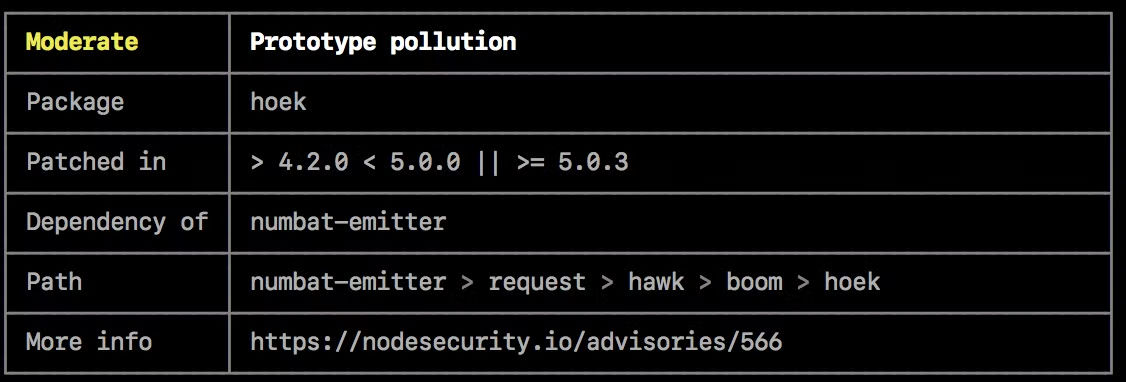 Moderate Prototype pollution
Package hoek
Patched in > 4.2.0 < 5.0.0 || >= 5.0.3
Dependency of numbat-emitter
Path numbat-emitter > request > hawk > boom > hoek
More info https://nodesecurity.io/advisories/566